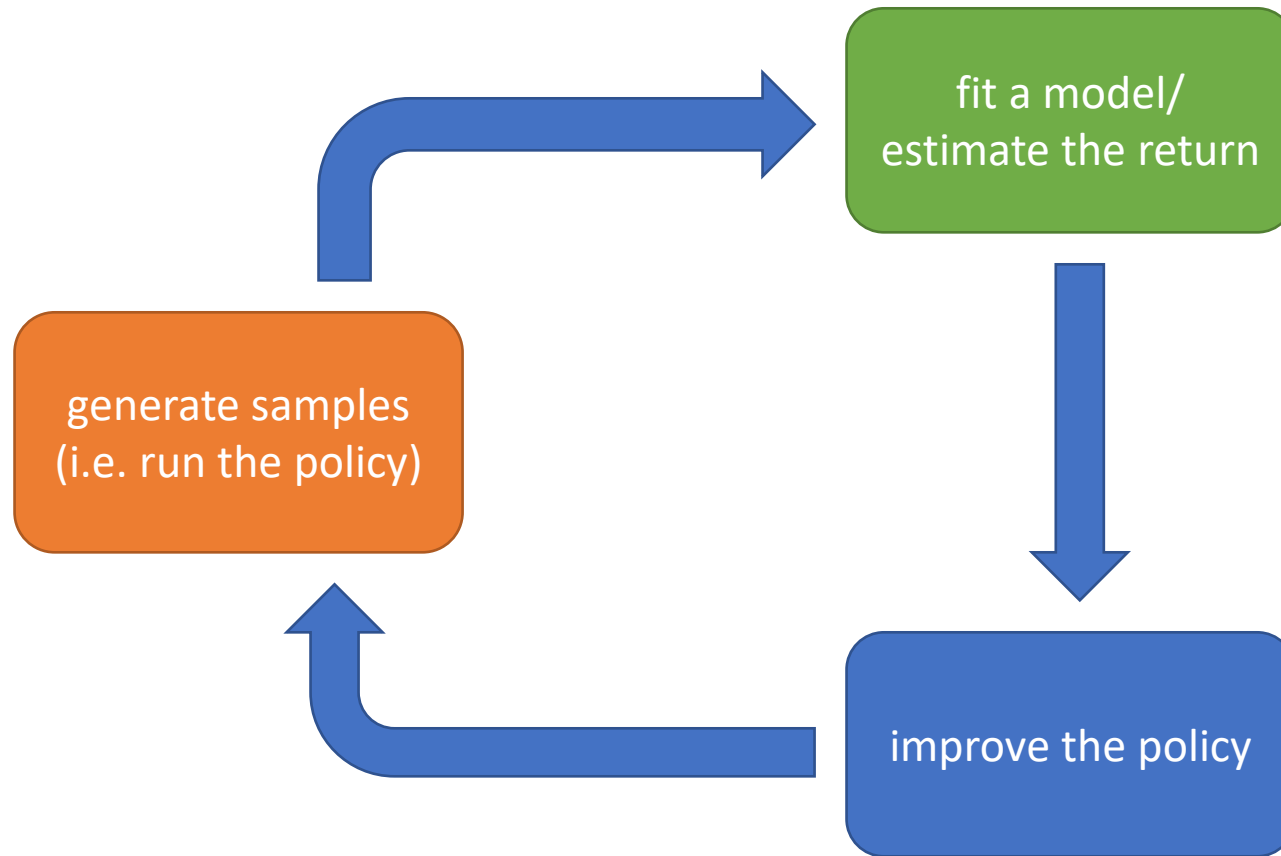 fit a model/
estimate the return
generate samples
(i.e. run the policy)
improve the policy